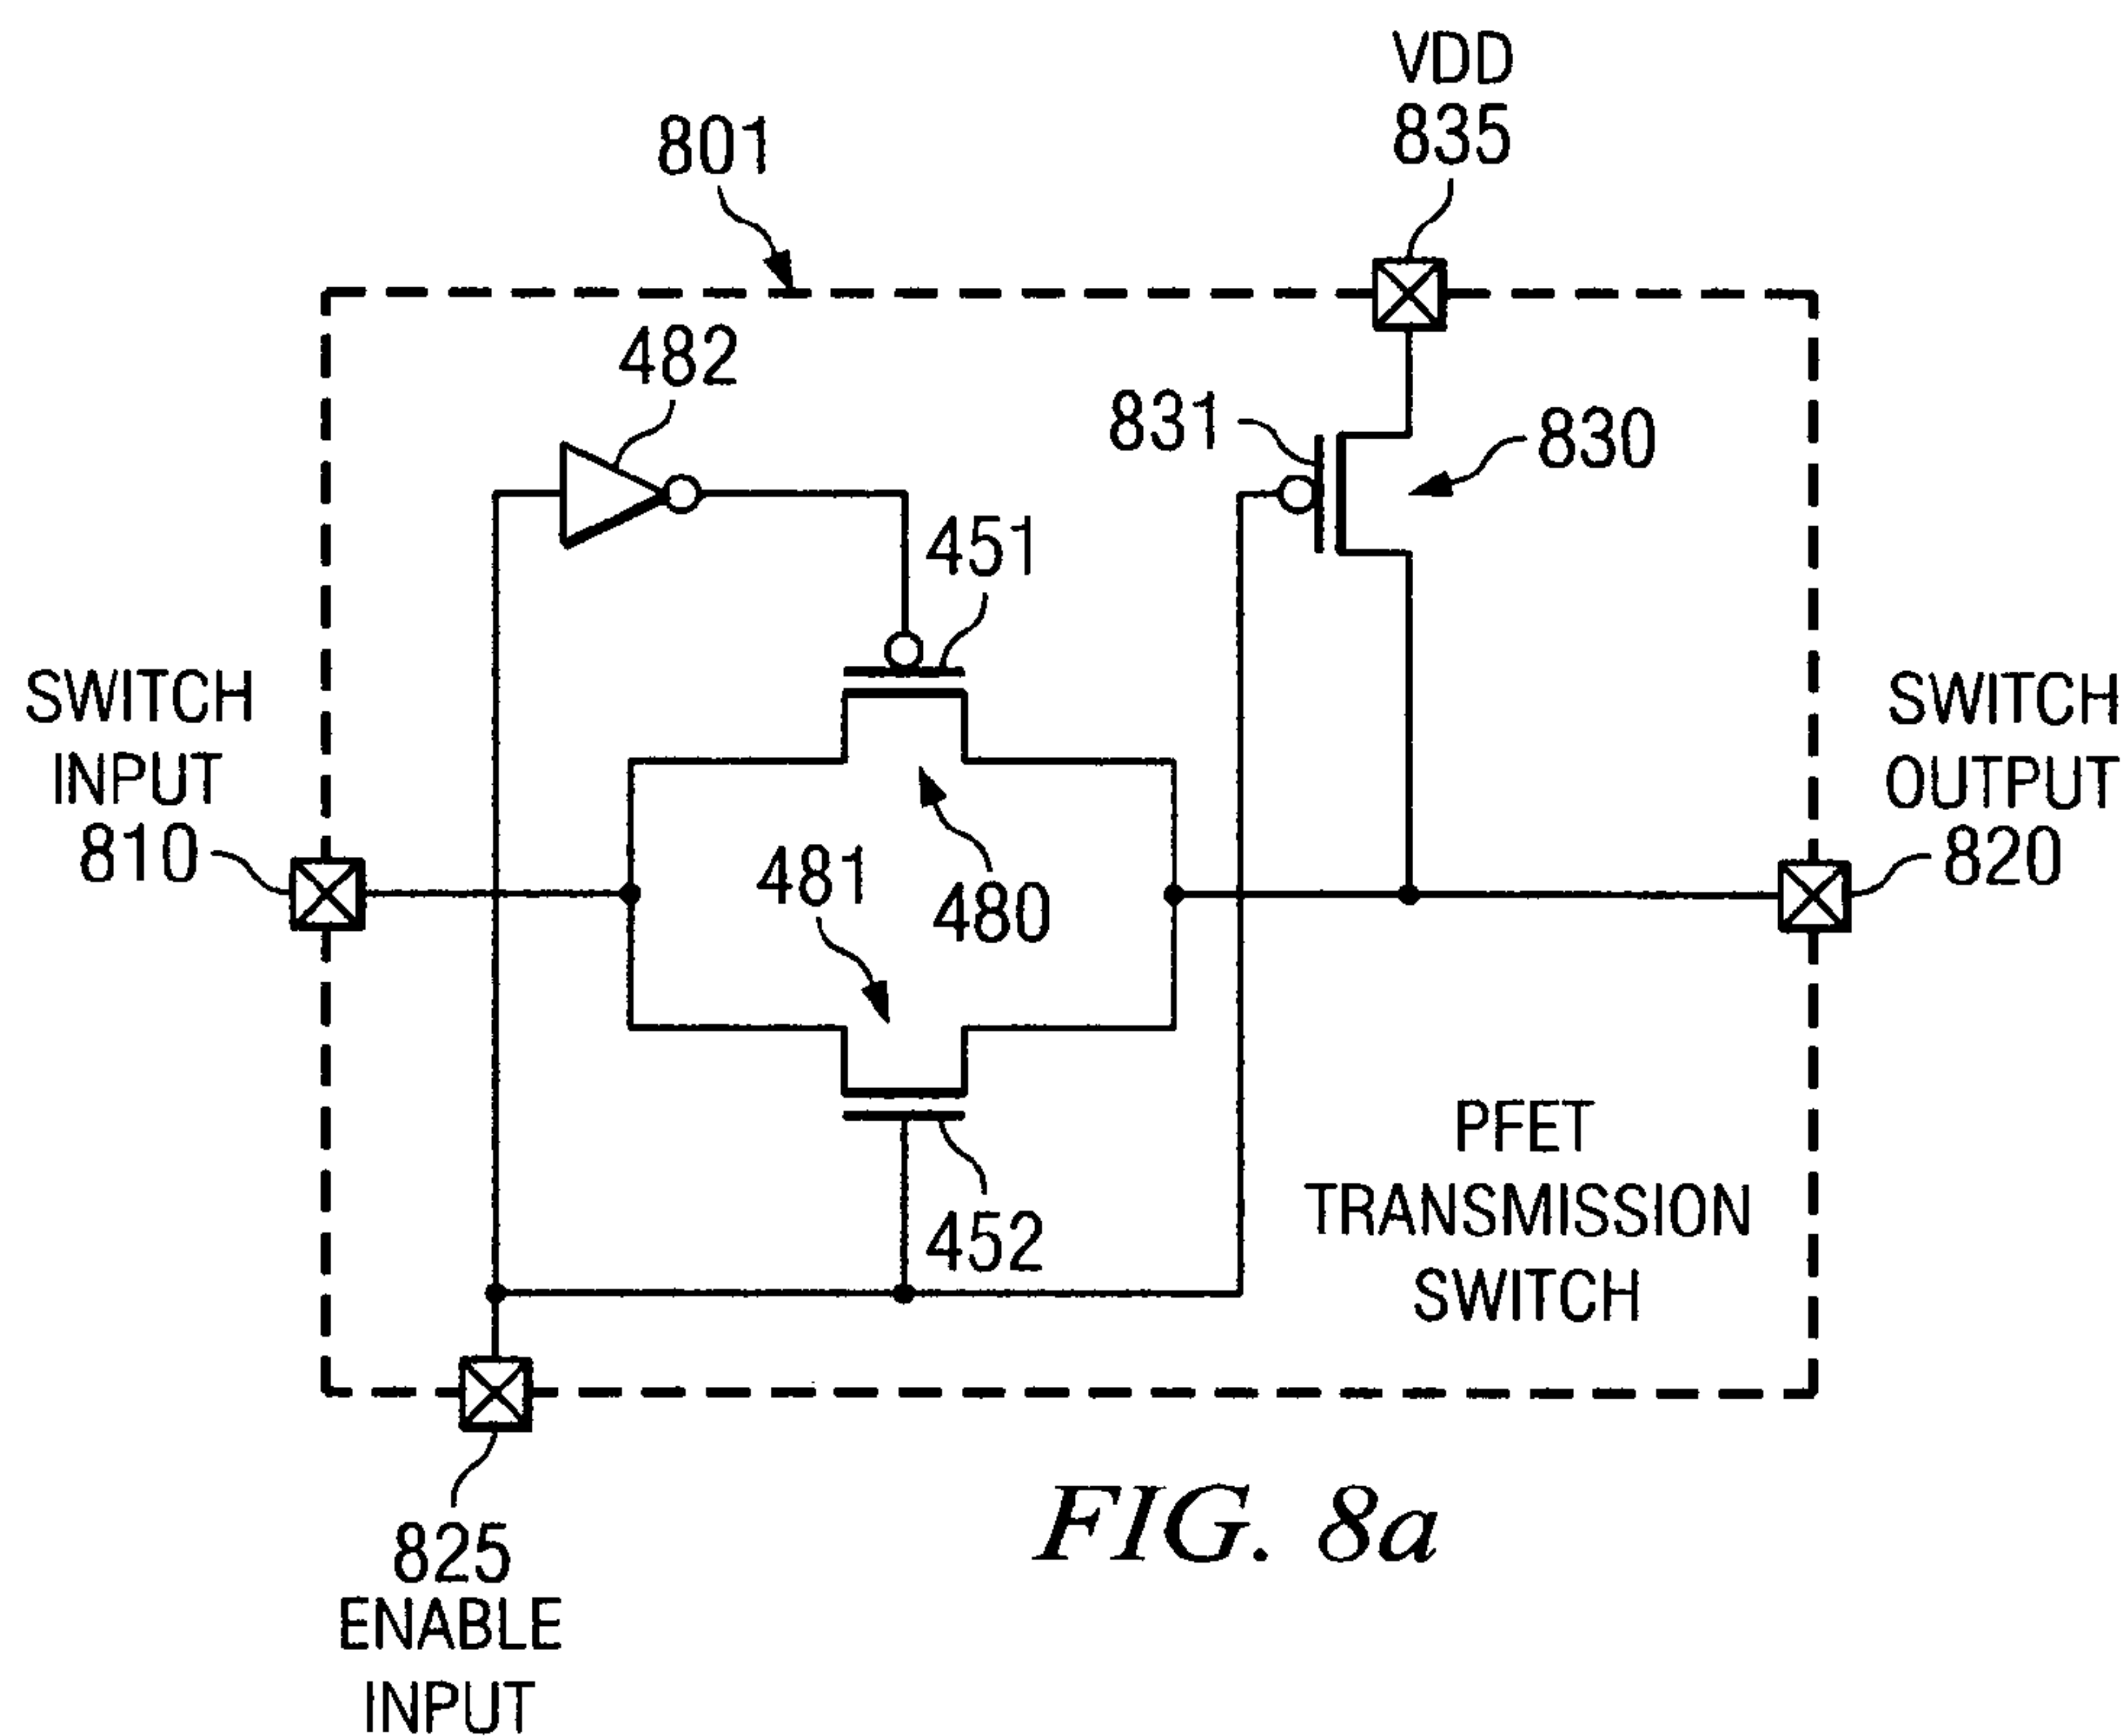 VDD
835
801
482
831
830
451
SWITCH
INPUT
810
SWITCH
OUTPUT
820
481
480
452
PFET
TRANSMISSION
SWITCH
825
ENABLE
INPUT
FIG. 8a